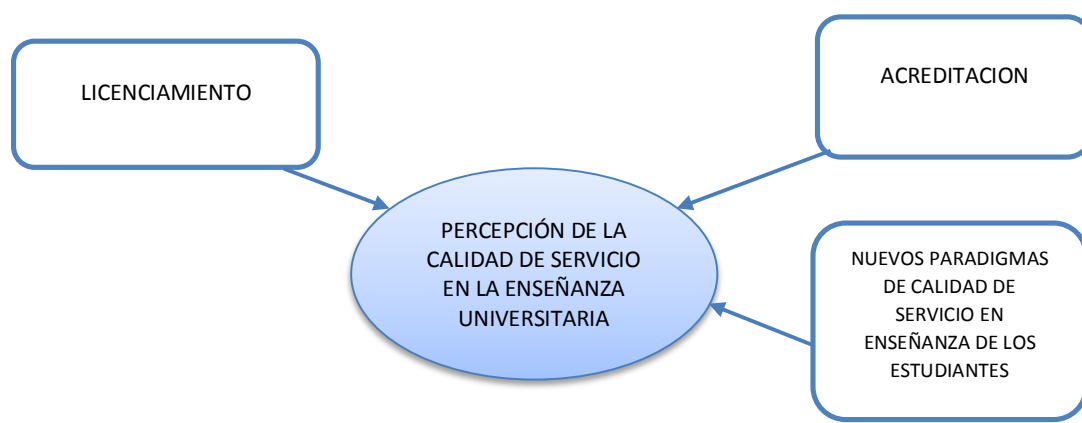 LICENCIAMIENTO
ACREDITACION
PERCEPCIÓN DE LA
CALIDAD DE SERVICIO
EN LA ENSEÑANZA
UNIVERSITARIA
NUEVOS PARADIGMAS
DE CALIDAD DE
SERVICIO EN
ENSEÑANZA DE LOS
ESTUDIANTES